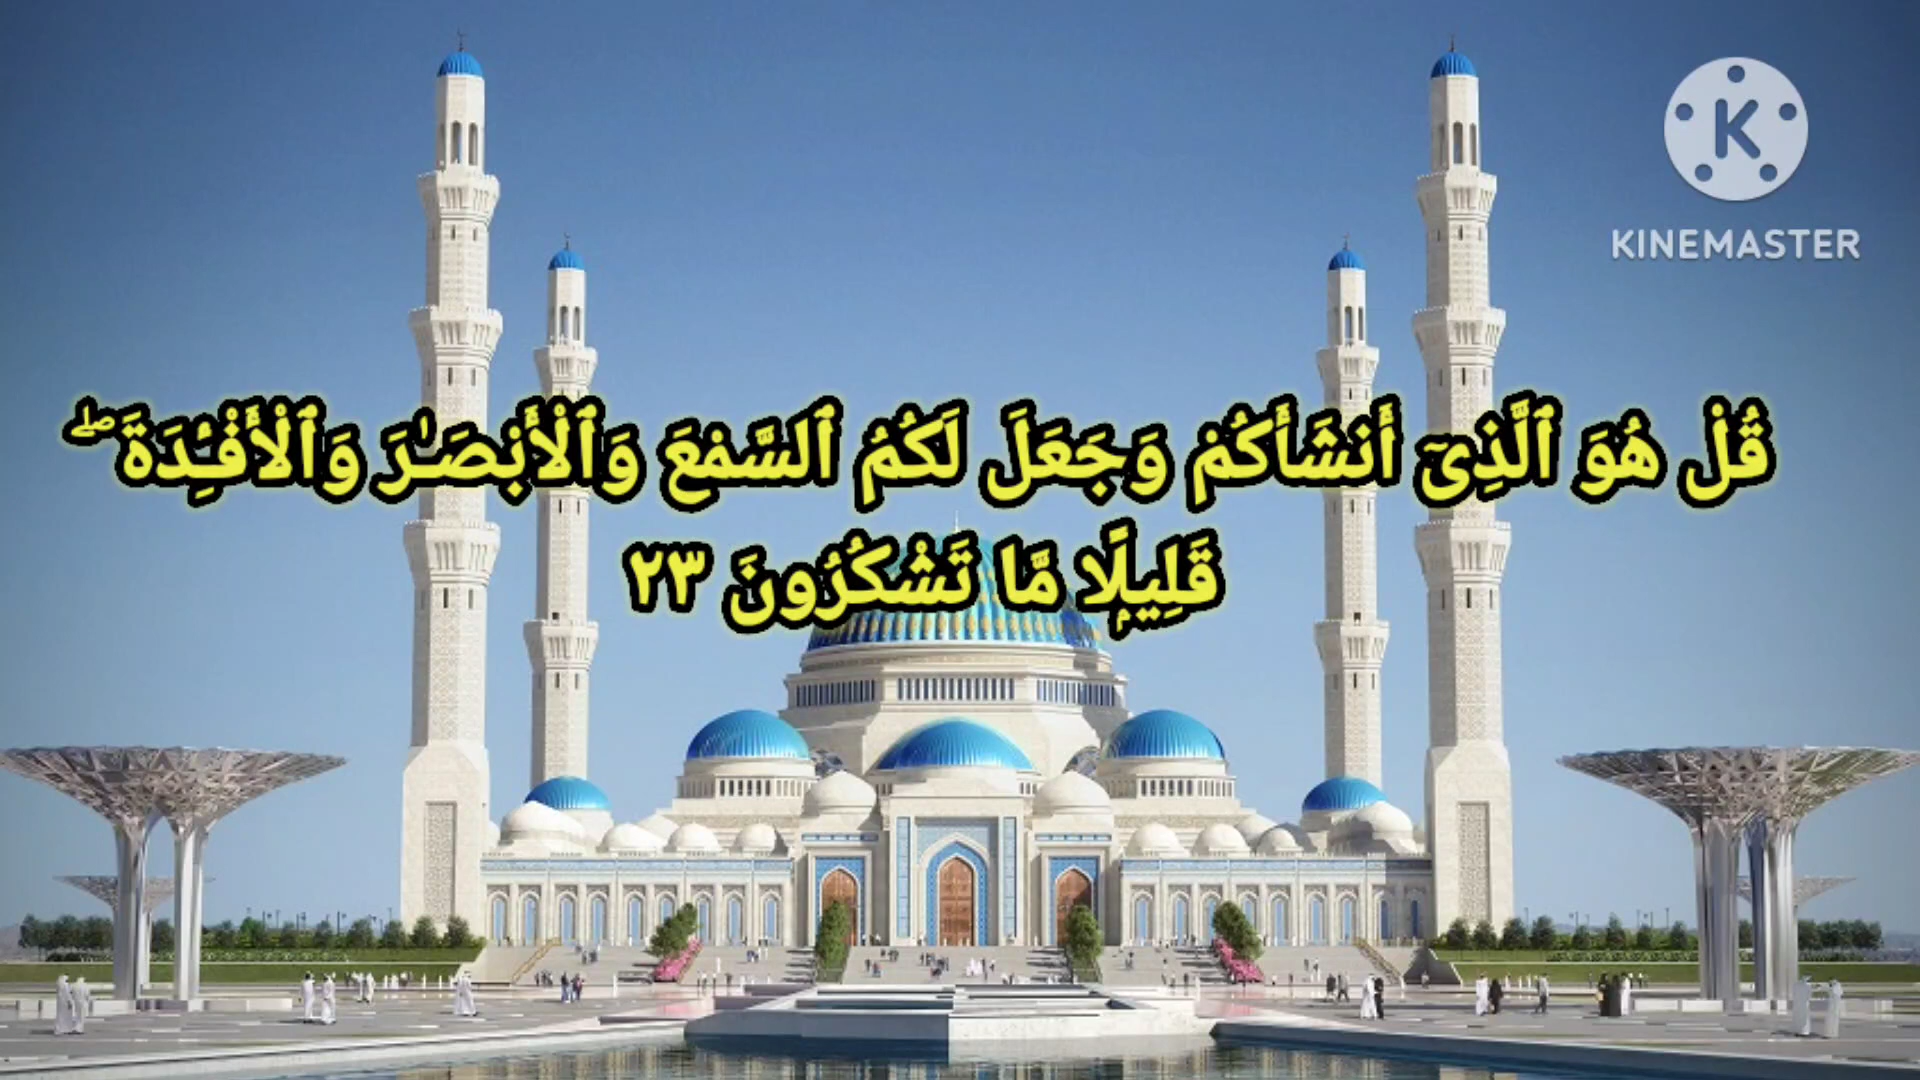 KINEMASTER
قُلْ هُوَ ٱلَّذِىٓ أَنشَأَكُمْ وَجَعَلَ لَكُمُ ٱلسَّمْعَ وَٱلْأَبْصَـٰرَ وَٱلْأَفْـِٔدَةَ ۖ
قَلِيلًۭا مَّا تَشْكُرُونَ ٢٣